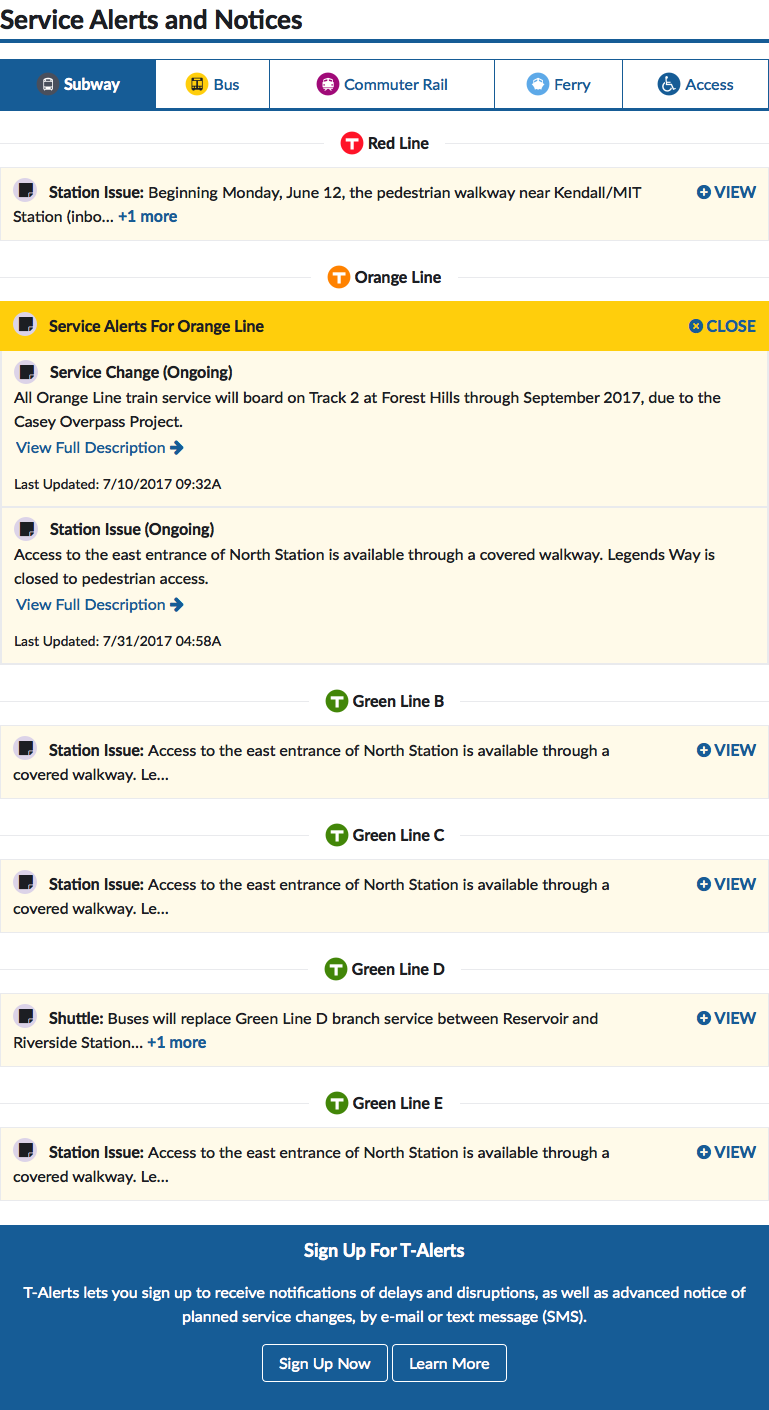 Service Alerts and Notices
Subway Bus Commuter Rail Ferry Access
T Red Line
Station Issue: Beginning Monday, June 12, the pedestrian walkway near Kendall/MIT VIEW
Station (inbo... +1 more
T Orange Line
Service Alerts For Orange Line CLOSE
Service Change (Ongoing)
All Orange Line train service will board on Track 2 at Forest Hills through September 2017, due to the
Casey Overpass Project.
View Full Description
Last Updated: 7/10/2017 09:32A
Station Issue (Ongoing)
Access to the east entrance of North Station is available through a covered walkway. Legends Way is
closed to pedestrian access.
View Full Description
Last Updated: 7/31/2017 04:58A
T Green Line B
Station Issue: Access to the east entrance of North Station is available through a VIEW
covered walkway. Le...
T Green Line C
Station Issue: Access to the east entrance of North Station is available through a VIEW
covered walkway. Le...
T Green Line D
Shuttle: Buses will replace Green Line D branch service between Reservoir and VIEW
Riverside Station... +1 more
T Green Line E
Station Issue: Access to the east entrance of North Station is available through a VIEW
covered walkway. Le...
Sign Up For T-Alerts
T-Alerts lets you sign up to receive notifications of delays and disruptions, as well as advanced notice of
planned service changes, by e-mail or text message (SMS).
Sign Up Now Learn More